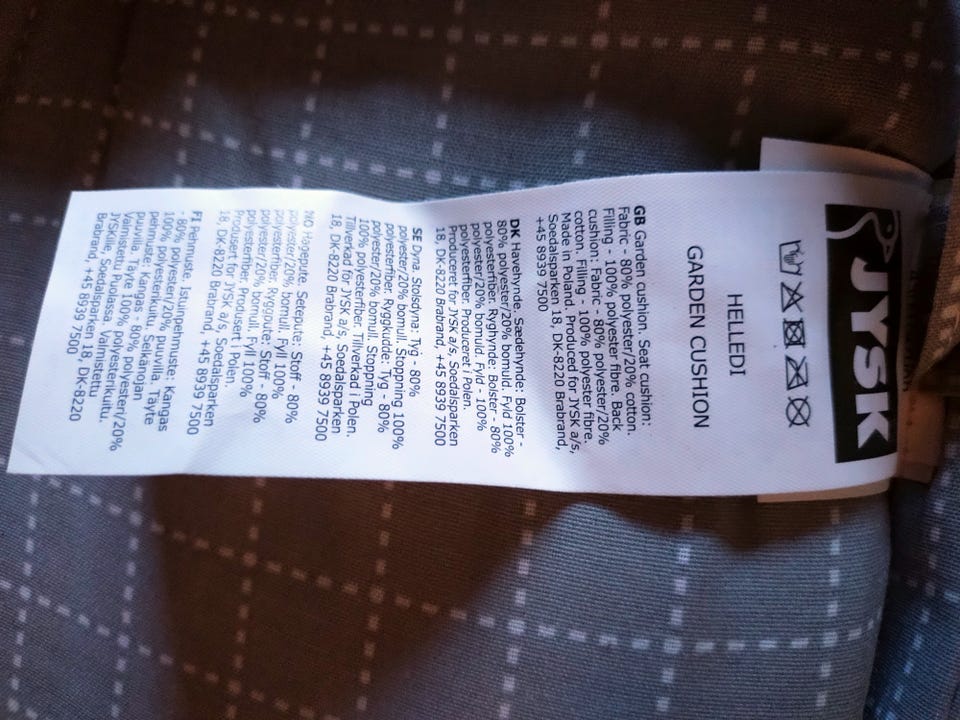 JYSK
HELLEDI
GARDEN CUSHION
GB Garden cushion. Seat cushion:
Fabric - 80% polyester/20% cotton.
Filling - 100% polyester fibre. Back
cushion: Fabric - 80% polyester/20%
cotton. Filling - 100% polyester fibre.
Made in Poland. Produced for JYSK a/s,
Soedalsparken 18, DK-8220 Brabrand,
+45 8939 7500
DK Havehynde. Sædehynde: Bolster -
80% polyester/20% bomuld. Fyld 100%
polyesterfiber. Ryghynde: Bolster - 80%
polyester/20% bomuld. Fyld - 100%
polyesterfiber. Produceret i Polen.
Produceret for JYSK a/s, Soedalsparken
18, DK-8220 Brabrand, +45 8939 7500
SE Dyna. Stolsdyna: Tyg - 80%
polyester/20% bomull. Stoppning 100%
polyesterfiber. Ryggkudde: Tyg - 80%
polyester/20% bomull. Stoppning
100% polyesterfiber. Tillverkad i Polen.
Tillverkad för JYSK a/s, Soedalsparken
18, DK-8220 Brabrand, +45 8939 7500
NO Hagepute. Setepute: Stoff - 80%
polyester/20% bomull. Fyll 100%
polyesterfiber. Ryggpute: Stoff - 80%
polyester/20% bomull. Fyll 100%
polyesterfiber. Produsert i Polen.
Produsert for JYSK a/s, Soedalsparken
18, DK-8220 Brabrand, +45 8939 7500
FI Pehmuste. Istuinpehmuste: Kangas
- 80% polyesteri/20% puuvilla. Täyte
100% polyesterikuitu. Selkänojan
pehmuste: Kangas - 80% polyesteri/20%
puuvilla. Täyte 100% polyesterikuitu.
Valmistettu Puolassa. Valmistettu
JYSKille, Soedalsparken 18, DK-8220
Brabrand, +45 8939 7500